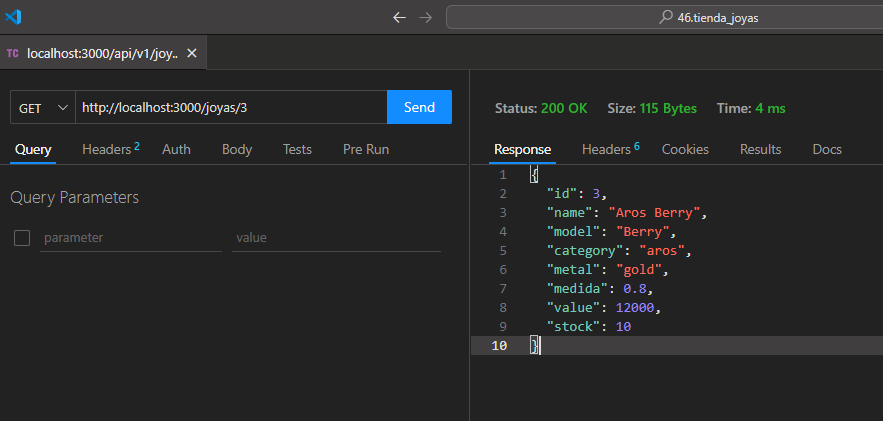 46.tienda_joyas
TC localhost:3000/api/v1/joy..
GET http://localhost:3000/joyas/3 Send
Query Headers 2 Auth Body Tests Pre Run
Query Parameters
parameter value
Status: 200 OK Size: 115 Bytes Time: 4 ms
Response Headers 6 Cookies Results Docs
1 {
2 "id": 3,
3 "name": "Aros Berry",
4 "model": "Berry",
5 "category": "aros",
6 "metal": "gold",
7 "medida": 0.8,
8 "value": 12000,
9 "stock": 10
10 }